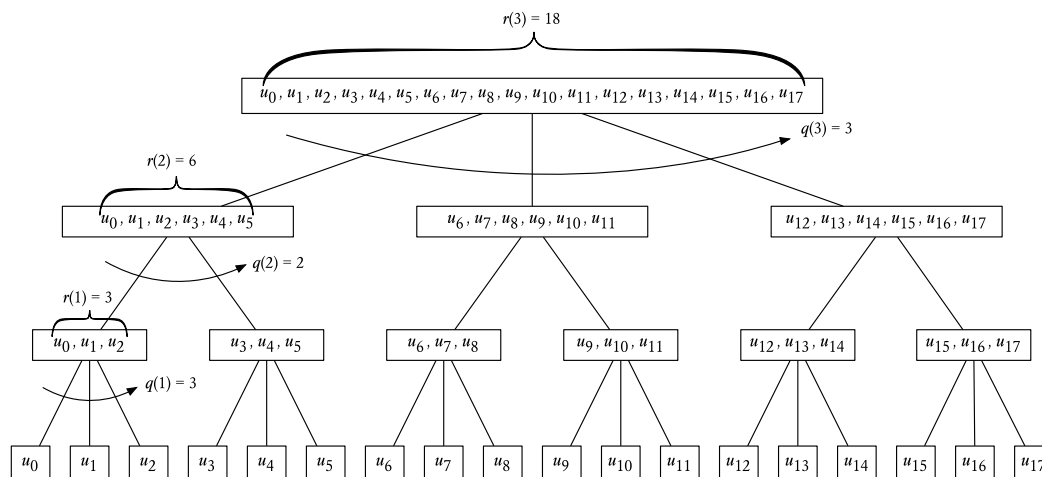 r(3) = 18
u0, u1, u2, u3, u4, u5, u6, u7, u8, u9, u10, u11, u12, u13, u14, u15, u16, u17
q(3) = 3
r(2) = 6
u0, u1, u2, u3, u4, u5
u6, u7, u8, u9, u10, u11
u12, u13, u14, u15, u16, u17
q(2) = 2
r(1) = 3
u0, u1, u2
u3, u4, u5
u6, u7, u8
u9, u10, u11
u12, u13, u14
u15, u16, u17
q(1) = 3
u0 u1 u2 u3 u4 u5 u6 u7 u8 u9 u10 u11 u12 u13 u14 u15 u16 u17